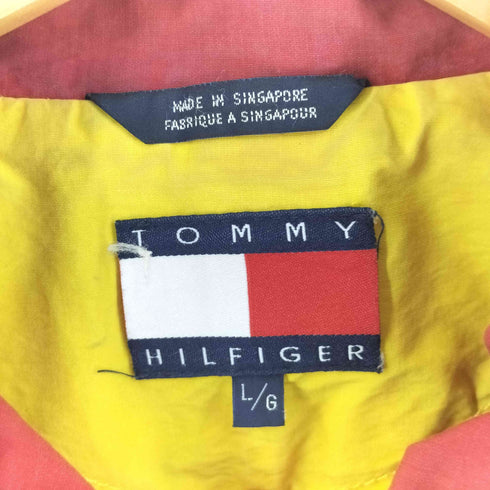 MADE IN SINGAPORE
FABRIQUE A SINGAPOUR
TOMMY
HILFIGER
L/G